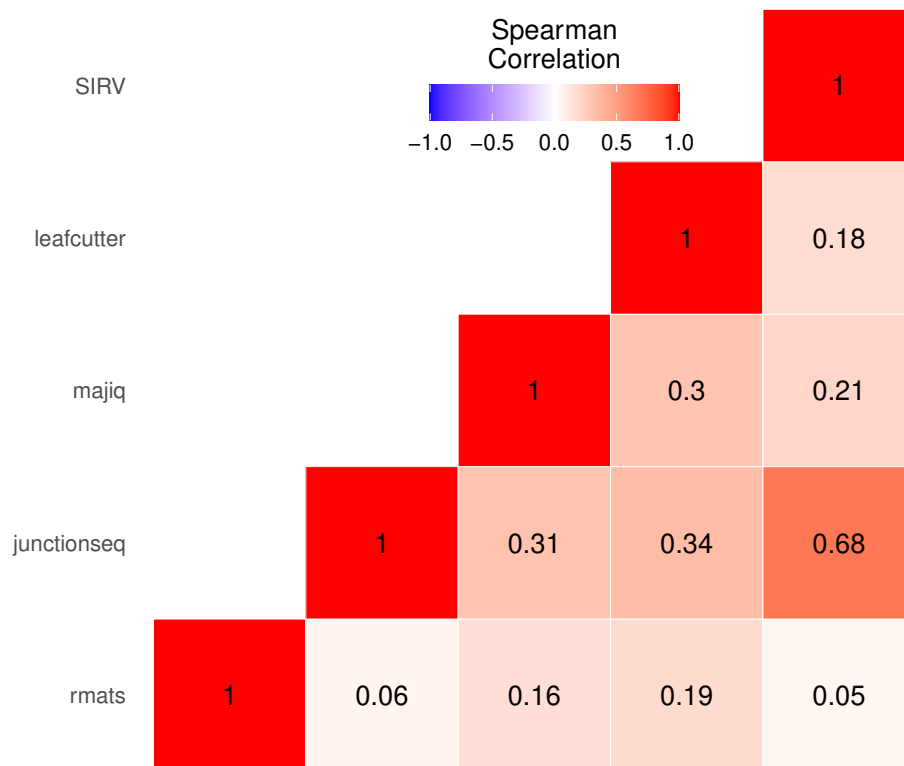 Spearman
Correlation
−1.0 −0.5 0.0 0.5 1.0
SIRV 1
leafcutter 1 0.18
majiq 1 0.3 0.21
junctionseq 1 0.31 0.34 0.68
rmats 1 0.06 0.16 0.19 0.05